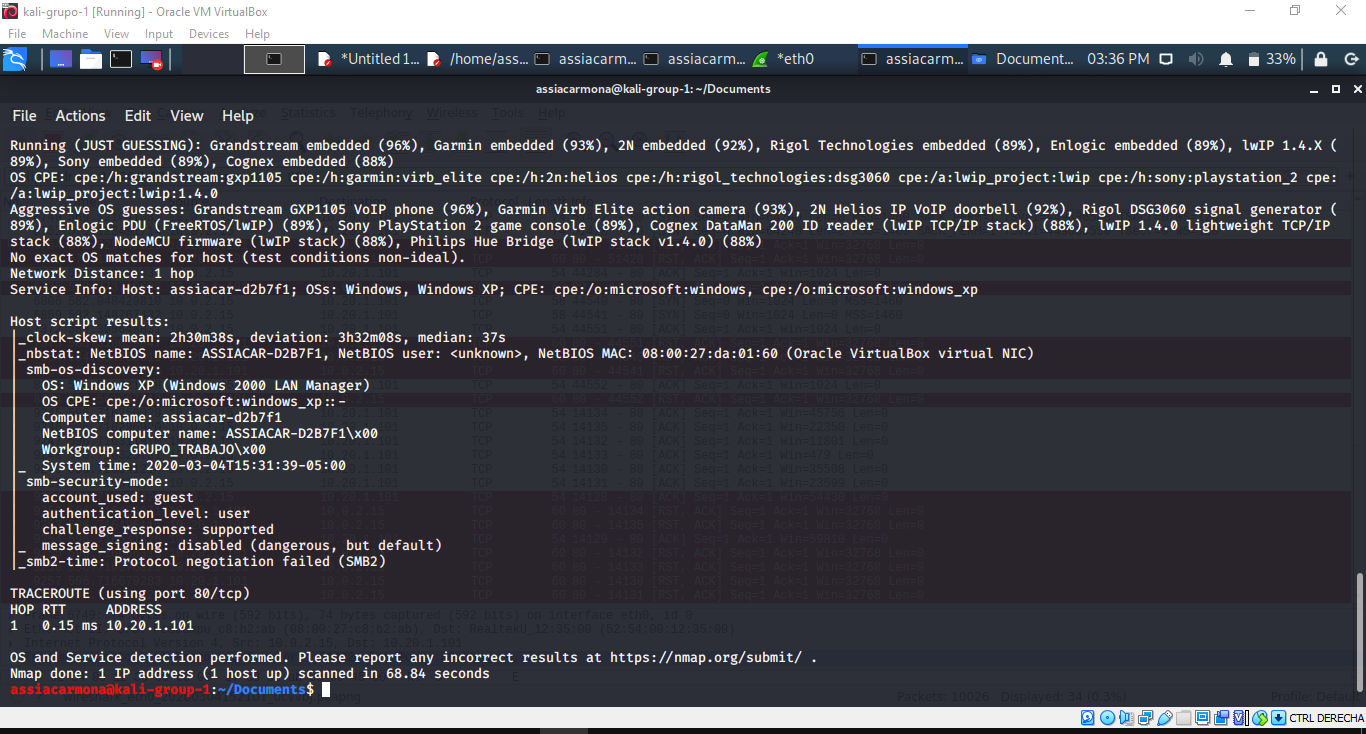 kali-grupo-1 [Running] - Oracle VM VirtualBox
File Machine View Input Devices Help
*Untitled 1... /home/ass... assiacarm... assiacarm... *eth0 assiacarm... Document... 03:36 PM 33%
assiacarmona@kali-group-1: ~/Documents
File Actions Edit View Help
Running (JUST GUESSING): Grandstream embedded (96%), Garmin embedded (93%), 2N embedded (92%), Rigol Technologies embedded (89%), Enlogic embedded (89%), lwIP 1.4.X (
89%), Sony embedded (89%), Cognex embedded (88%)
OS CPE: cpe:/h:grandstream:gxp1105 cpe:/h:garmin:virb_elite cpe:/h:2n:helios cpe:/h:rigol_technologies:dsg3060 cpe:/a:lwip_project:lwip cpe:/h:sony:playstation_2 cpe:
/a:lwip_project:lwip:1.4.0
Aggressive OS guesses: Grandstream GXP1105 VoIP phone (96%), Garmin Virb Elite action camera (93%), 2N Helios IP VoIP doorbell (92%), Rigol DSG3060 signal generator (
89%), Enlogic PDU (FreeRTOS/lwIP) (89%), Sony PlayStation 2 game console (89%), Cognex DataMan 200 ID reader (lwIP TCP/IP stack) (88%), lwIP 1.4.0 lightweight TCP/IP
stack (88%), NodeMCU firmware (lwIP stack) (88%), Philips Hue Bridge (lwIP stack v1.4.0) (88%)
No exact OS matches for host (test conditions non-ideal).
Network Distance: 1 hop
Service Info: Host: assiacar-d2b7f1; OSs: Windows, Windows XP; CPE: cpe:/o:microsoft:windows, cpe:/o:microsoft:windows_xp
Host script results:
|_clock-skew: mean: 2h30m38s, deviation: 3h32m08s, median: 37s
|_nbstat: NetBIOS name: ASSIACAR-D2B7F1, NetBIOS user: <unknown>, NetBIOS MAC: 08:00:27:da:01:60 (Oracle VirtualBox virtual NIC)
| smb-os-discovery:
|   OS: Windows XP (Windows 2000 LAN Manager)
|   OS CPE: cpe:/o:microsoft:windows_xp::-
|   Computer name: assiacar-d2b7f1
|   NetBIOS computer name: ASSIACAR-D2B7F1\x00
|   Workgroup: GRUPO_TRABAJO\x00
|_  System time: 2020-03-04T15:31:39-05:00
| smb-security-mode:
|   account_used: guest
|   authentication_level: user
|   challenge_response: supported
|_  message_signing: disabled (dangerous, but default)
|_smb2-time: Protocol negotiation failed (SMB2)
TRACEROUTE (using port 80/tcp)
HOP RTT     ADDRESS
1   0.15 ms 10.20.1.101
OS and Service detection performed. Please report any incorrect results at https://nmap.org/submit/ .
Nmap done: 1 IP address (1 host up) scanned in 68.84 seconds
assiacarmona@kali-group-1:~/Documents$
Packets: 10026 Displayed: 34 (0.3%) Profile: Defau
CTRL DERECHA